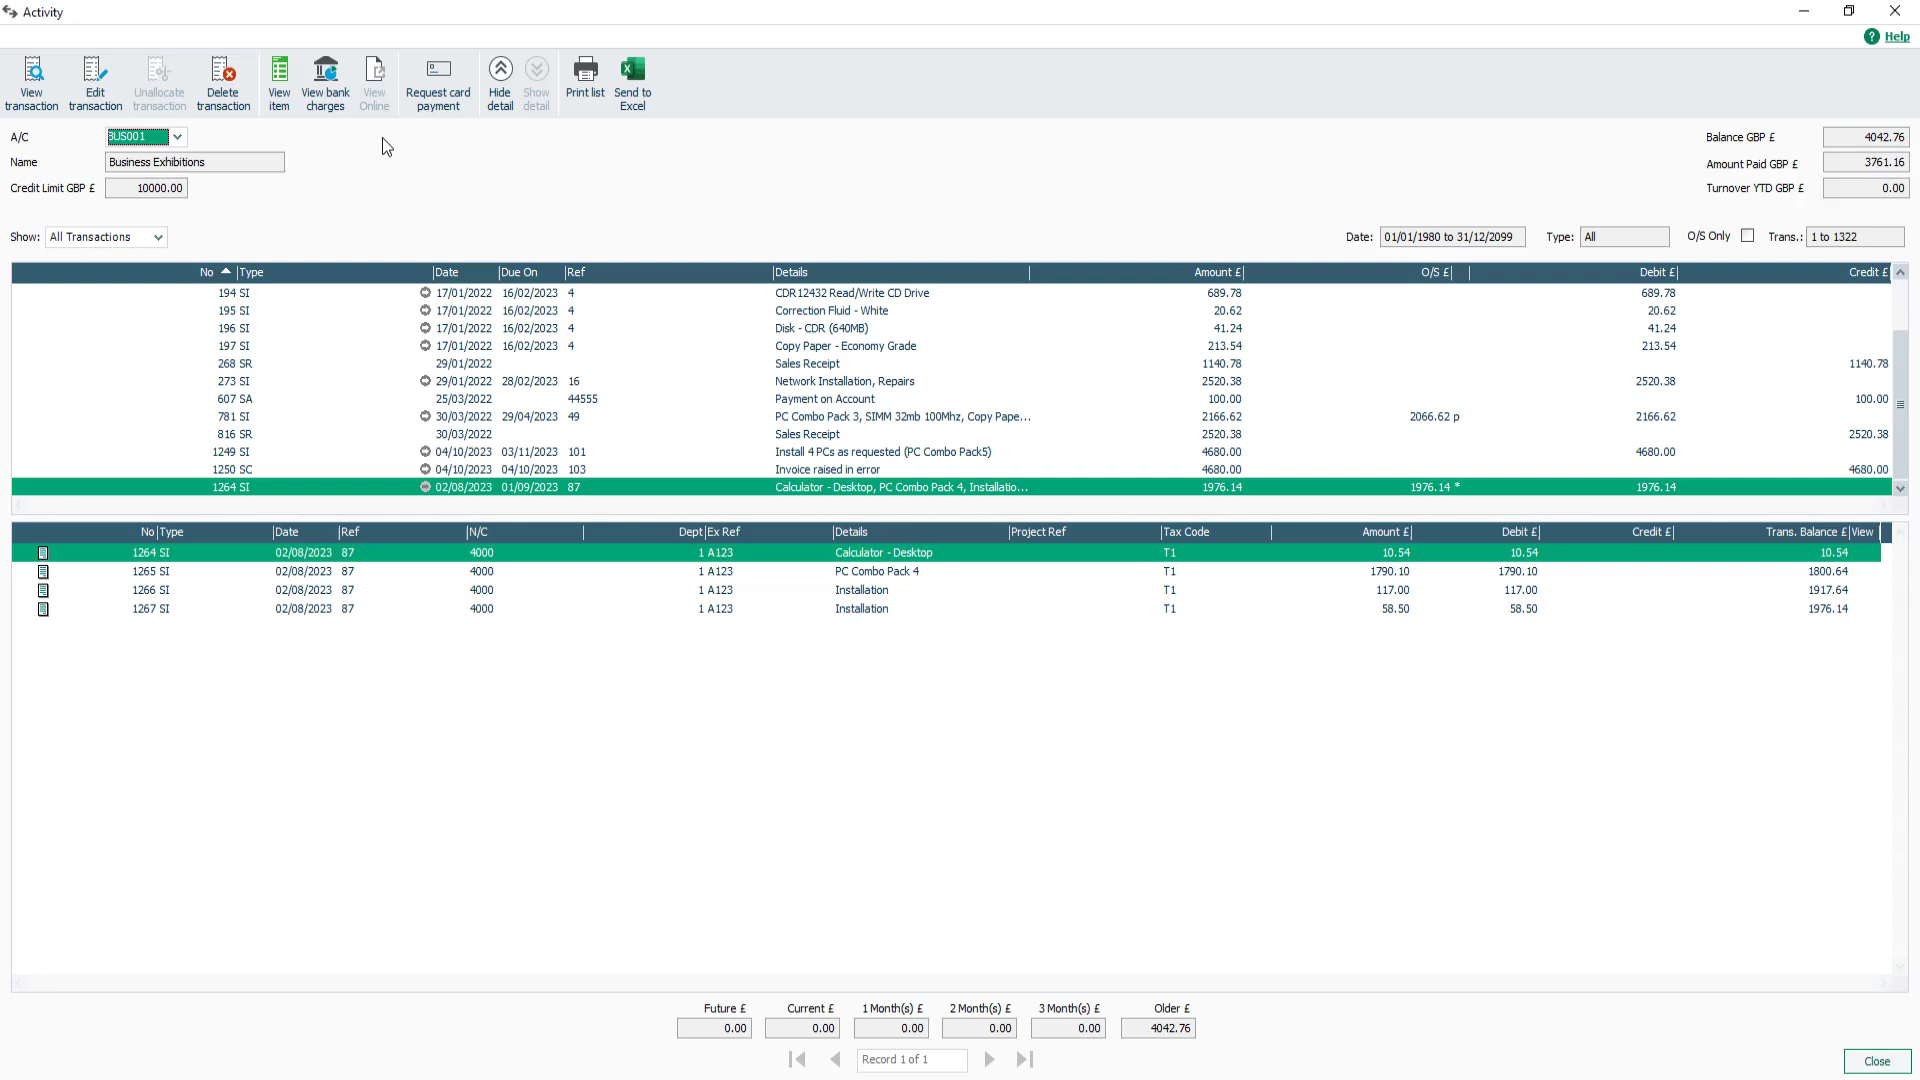 Activity
Help
View transaction
Edit transaction
Unallocate transaction
Delete transaction
View item
View bank charges
View Online
Request card payment
Hide detail
Show detail
Print list
Send to Excel
A/C BUS001 Balance GBP £ 4042.76
Name Business Exhibitions Amount Paid GBP £ 3761.16
Credit Limit GBP £ 10000.00 Turnover YTD GBP £ 0.00
Show: All Transactions Date: 01/01/1980 to 31/12/2099 Type: All O/S Only Trans.: 1 to 1322
No Type Date Due On Ref Details Amount £ O/S £ Debit £ Credit £
194 SI 17/01/2022 16/02/2023 4 CDR12432 Read/Write CD Drive 689.78 689.78
195 SI 17/01/2022 16/02/2023 4 Correction Fluid - White 20.62 20.62
196 SI 17/01/2022 16/02/2023 4 Disk - CDR (640MB) 41.24 41.24
197 SI 17/01/2022 16/02/2023 4 Copy Paper - Economy Grade 213.54 213.54
268 SR 29/01/2022 Sales Receipt 1140.78 1140.78
273 SI 29/01/2022 28/02/2023 16 Network Installation, Repairs 2520.38 2520.38
607 SA 25/03/2022 44555 Payment on Account 100.00 100.00
781 SI 30/03/2022 29/04/2023 49 PC Combo Pack 3, SIMM 32mb 100Mhz, Copy Pape... 2166.62 2066.62 p 2166.62
816 SR 30/03/2022 Sales Receipt 2520.38 2520.38
1249 SI 04/10/2023 03/11/2023 101 Install 4 PCs as requested (PC Combo Pack5) 4680.00 4680.00
1250 SC 04/10/2023 04/10/2023 103 Invoice raised in error 4680.00 4680.00
1264 SI 02/08/2023 01/09/2023 87 Calculator - Desktop, PC Combo Pack 4, Installatio... 1976.14 1976.14 * 1976.14
No Type Date Ref N/C Dept Ex Ref Details Project Ref Tax Code Amount £ Debit £ Credit £ Trans. Balance £ View
1264 SI 02/08/2023 87 4000 1 A123 Calculator - Desktop T1 10.54 10.54 10.54
1265 SI 02/08/2023 87 4000 1 A123 PC Combo Pack 4 T1 1790.10 1790.10 1800.64
1266 SI 02/08/2023 87 4000 1 A123 Installation T1 117.00 117.00 1917.64
1267 SI 02/08/2023 87 4000 1 A123 Installation T1 58.50 58.50 1976.14
Future £ Current £ 1 Month(s) £ 2 Month(s) £ 3 Month(s) £ Older £
0.00 0.00 0.00 0.00 0.00 4042.76
Record 1 of 1
Close